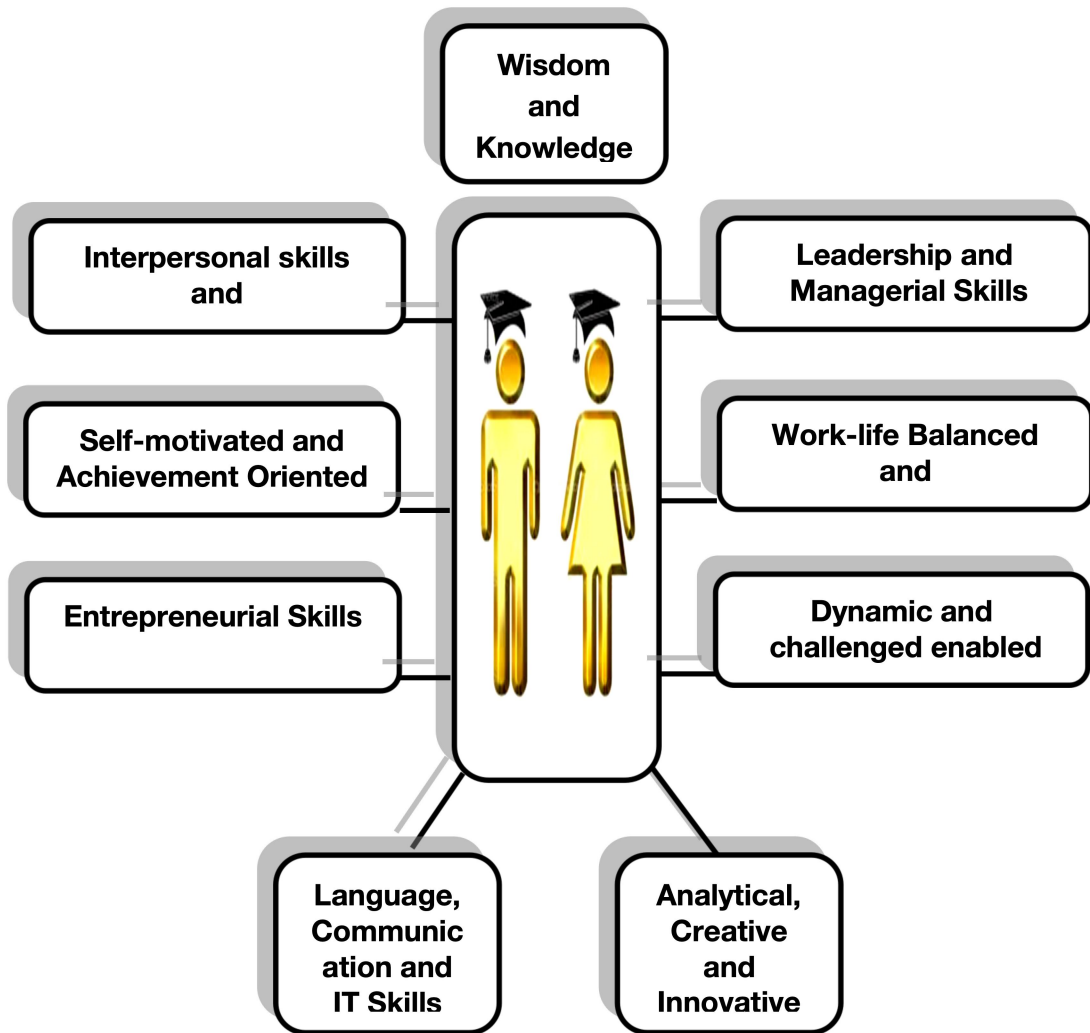 Wisdom
and
Knowledge
Interpersonal skills
and
Leadership and
Managerial Skills
Self-motivated and
Achievement Oriented
Work-life Balanced
and
Entrepreneurial Skills
Dynamic and
challenged enabled
Language,
Communic
ation and
IT Skills
Analytical,
Creative
and
Innovative